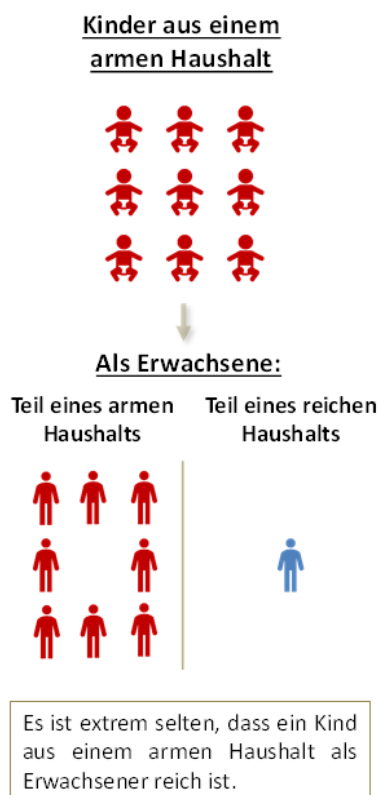 Kinder aus einem
armen Haushalt
Als Erwachsene:
Teil eines armen
Haushalts
Teil eines reichen
Haushalts
Es ist extrem selten, dass ein Kind
aus einem armen Haushalt als
Erwachsener reich ist.